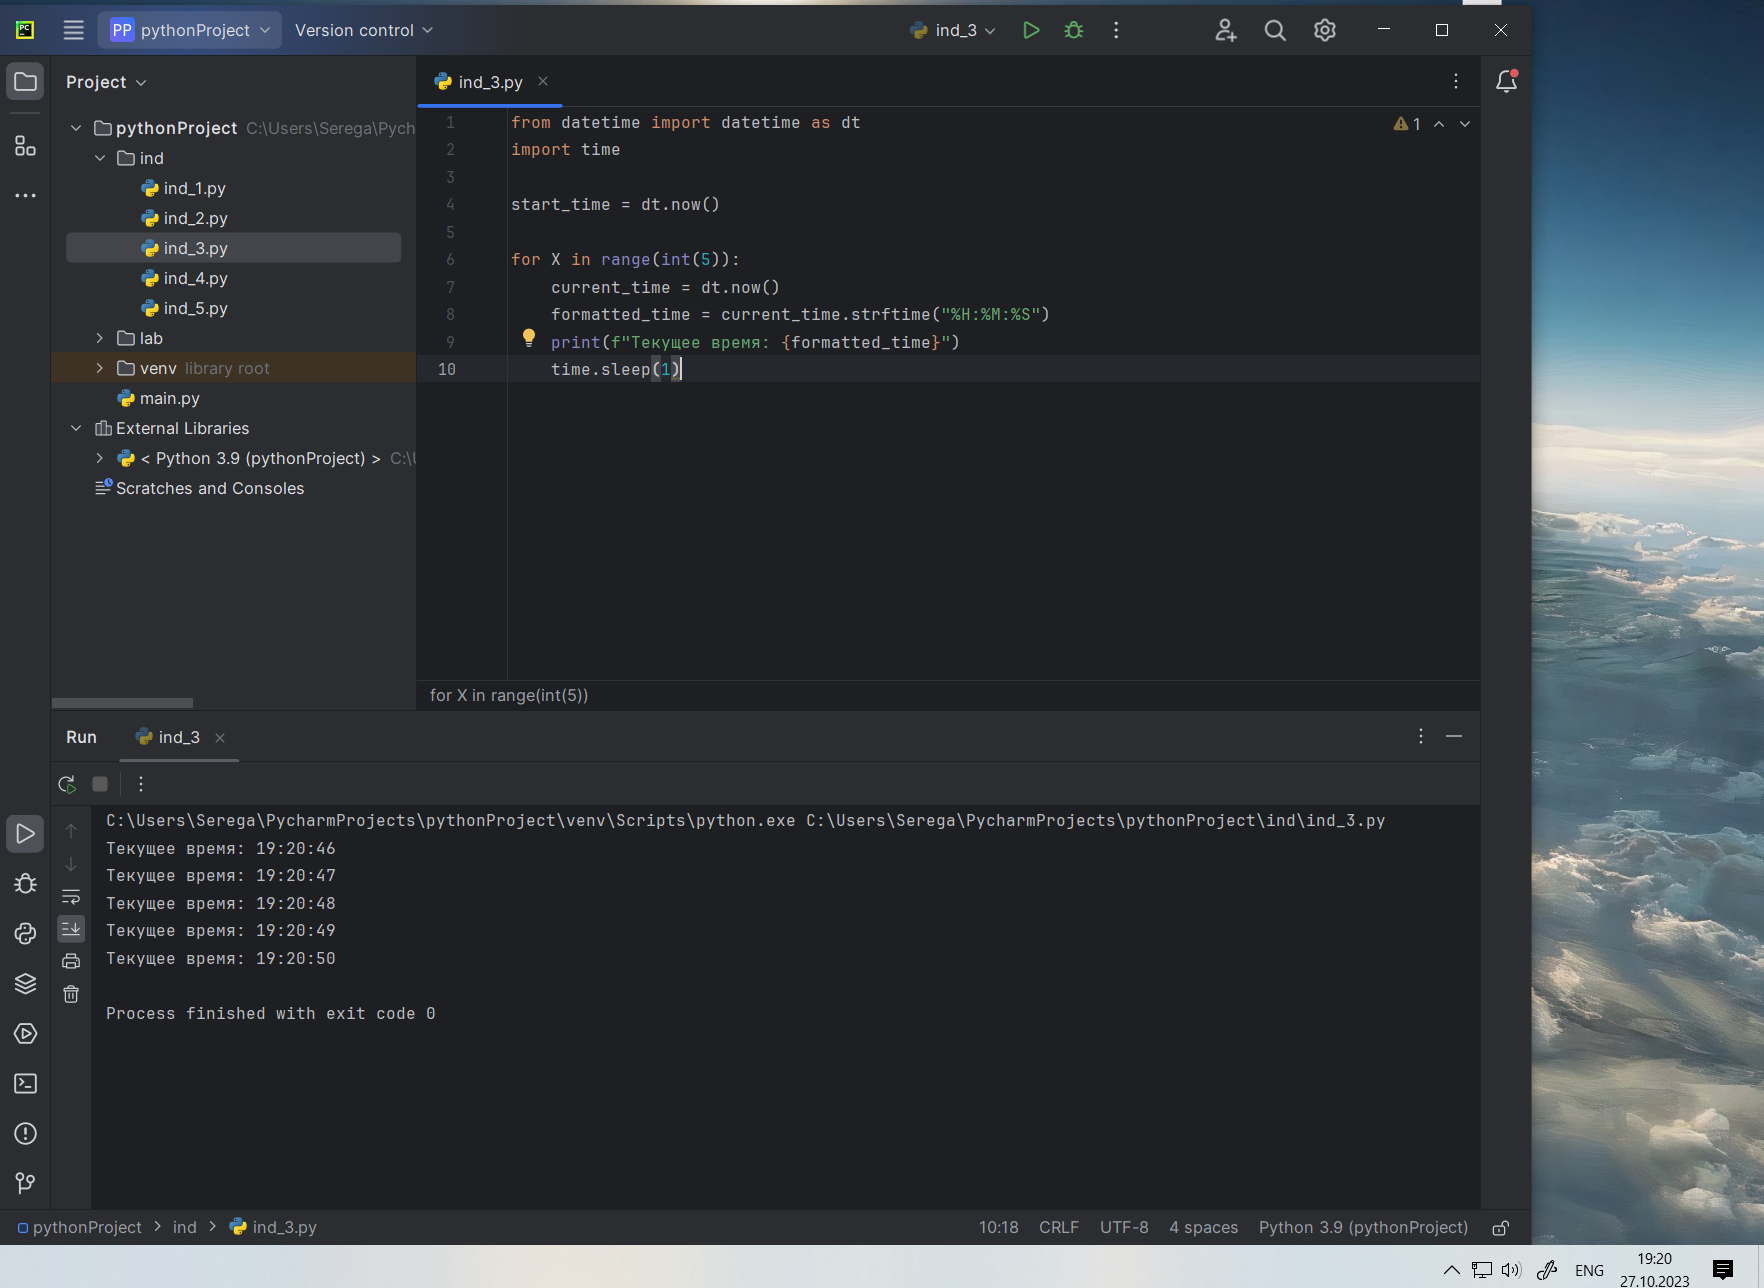 PC PP pythonProject Version control ind_3
Project
ind_3.py
pythonProject C:\Users\Serega\Pych
ind
ind_1.py
ind_2.py
ind_3.py
ind_4.py
ind_5.py
lab
venv library root
main.py
External Libraries
< Python 3.9 (pythonProject) > C:\U
Scratches and Consoles
1 from datetime import datetime as dt
2 import time
3
4 start_time = dt.now()
5
6 for X in range(int(5)):
7 current_time = dt.now()
8 formatted_time = current_time.strftime("%H:%M:%S")
9 print(f"Текущее время: {formatted_time}")
10 time.sleep(1)
1
for X in range(int(5))
Run ind_3
C:\Users\Serega\PycharmProjects\pythonProject\venv\Scripts\python.exe C:\Users\Serega\PycharmProjects\pythonProject\ind\ind_3.py
Текущее время: 19:20:46
Текущее время: 19:20:47
Текущее время: 19:20:48
Текущее время: 19:20:49
Текущее время: 19:20:50
Process finished with exit code 0
pythonProject > ind > ind_3.py 10:18 CRLF UTF-8 4 spaces Python 3.9 (pythonProject)
ENG 19:20
27.10.2023